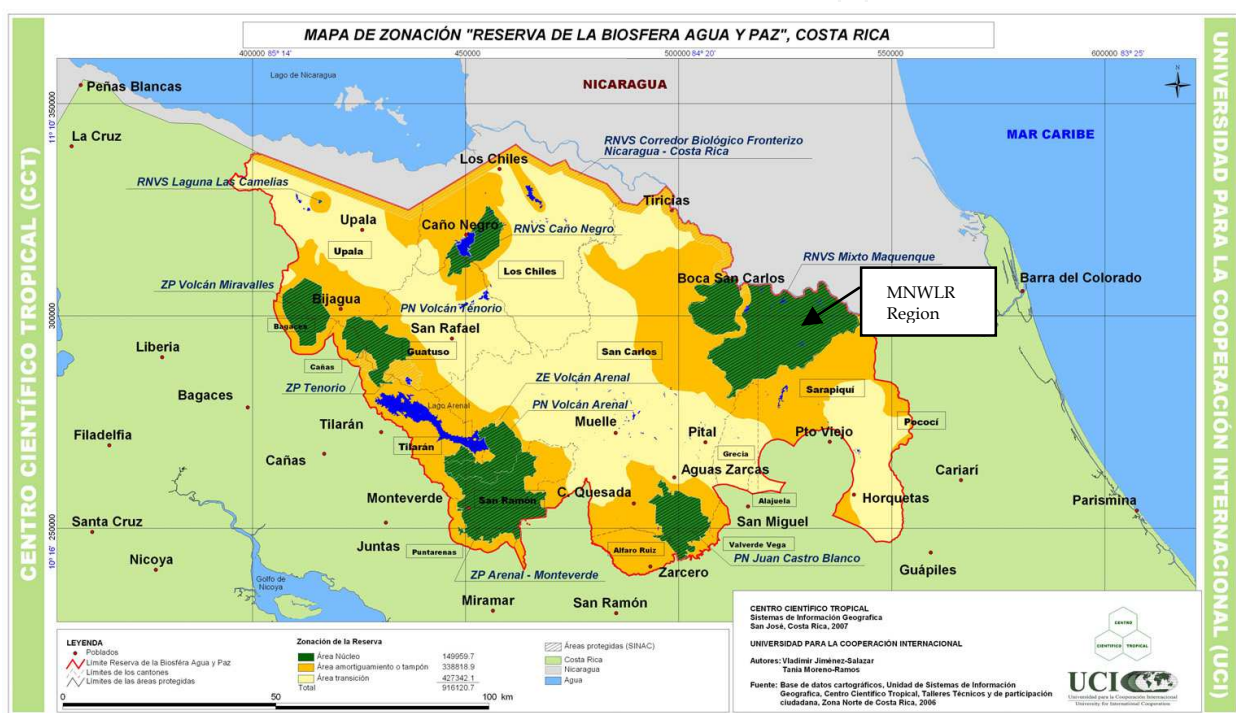 MAPA DE ZONACIÓN "RESERVA DE LA BIOSFERA AGUA Y PAZ", COSTA RICA
CENTRO CIENTÍFICO TROPICAL (CCT)
UNIVERSIDAD PARA LA COOPERACIÓN INTERNACIONAL (UCI)
400000 85º 14'
450000
500000 84º 20'
550000
600000 83º 25'
11º 10' 350000
300000
10º 16' 250000
N
Lago de Nicaragua
NICARAGUA
MAR CARIBE
Peñas Blancas
La Cruz
RNVS Corredor Biológico Fronterizo
Nicaragua - Costa Rica
Los Chiles
RNVS Laguna Las Camelias
Tiricias
Upala
Caño Negro
RNVS Caño Negro
Upala
Los Chiles
RNVS Mixto Maquenque
Boca San Carlos
Barra del Colorado
ZP Volcán Miravalles
MNWLR
Region
Bijagua
PN Volcán Tenorio
Bagaces
San Rafael
Liberia
Guatuso
San Carlos
Cañas
ZE Volcán Arenal
ZP Tenorio
Sarapiquí
Bagaces
Lago Arenal
PN Volcán Arenal
Tilarán
Muelle
Pococí
Filadelfia
Pital
Pto Viejo
Tilarán
Grecia
Cañas
Aguas Zarcas
Cariari
Monteverde
San Ramón
C. Quesada
Alajuela
Horquetas
Parismina
Santa Cruz
San Miguel
Juntas
Puntarenas
Alfaro Ruiz
Valverde Vega
Nicoya
PN Juan Castro Blanco
Guápiles
ZP Arenal - Monteverde
Zarcero
Golfo de
Nicoya
Miramar
San Ramón
LEYENDA
Poblados
Límite Reserva de la Biosfera Agua y Paz
Límites de los cantones
Límites de las áreas protegidas
Zonación de la Reserva
Área Núcleo 149959.7
Área amortiguamiento o tampón 338818.9
Área transición 427342.1
Total 916120.7
Áreas protegidas (SINAC)
Costa Rica
Nicaragua
Agua
0 50 100 km
CENTRO CIENTÍFICO TROPICAL
Sistemas de Información Geografica
San José, Costa Rica, 2007
UNIVERSIDAD PARA LA COOPERACIÓN INTERNACIONAL
Autores: Vladimir Jiménez-Salazar
Tania Moreno-Ramos
Fuente: Base de datos cartográficos, Unidad de Sistemas de Información
Geografica, Centro Científico Tropical, Talleres Técnicos y de participación
ciudadana, Zona Norte de Costa Rica, 2006
CENTRO
CIENTIFICO TROPICAL
UCI
Universidad para la Cooperación Internacional
University for International Cooperation